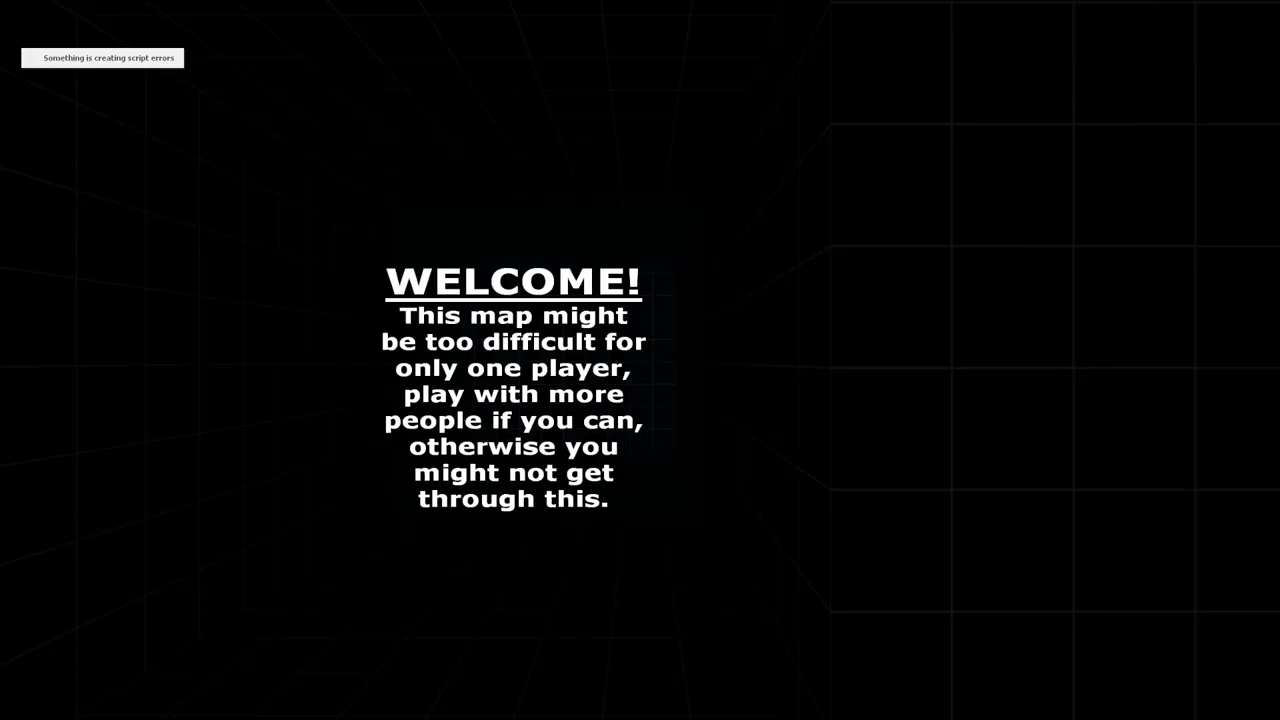 Something is creating script errors
WELCOME!
This map might
be too difficult for
only one player,
play with more
people if you can,
otherwise you
might not get
through this.